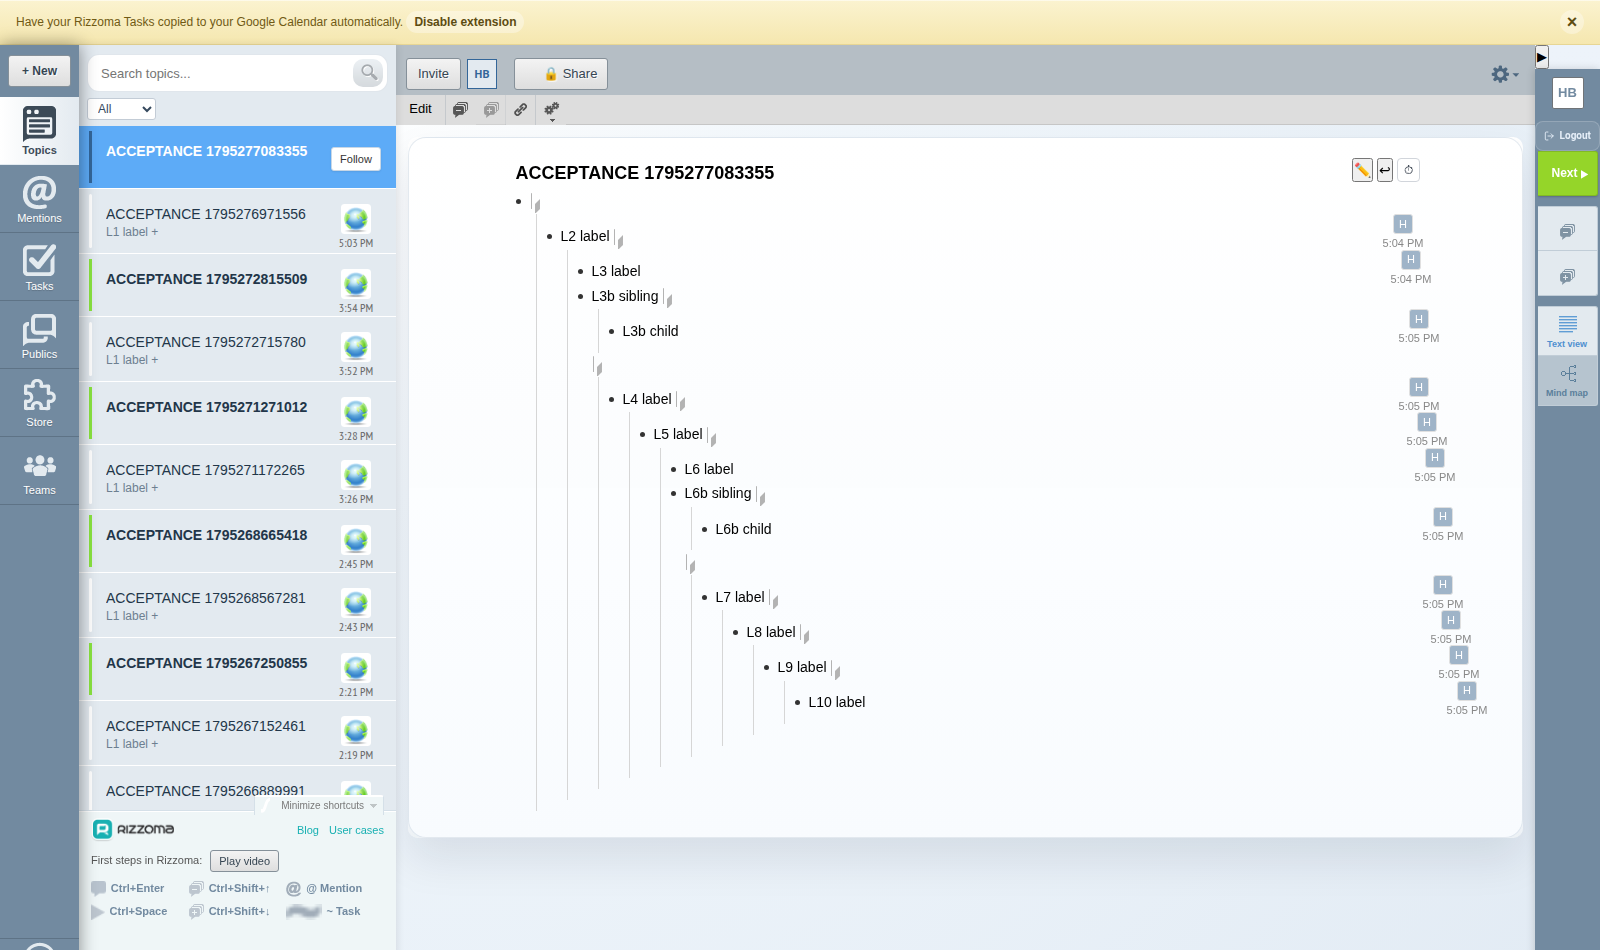 Have your Rizzoma Tasks copied to your Google Calendar automatically. Disable extension ×
+ New
Topics
Mentions
Tasks
Publics
Store
Teams
Search topics...
All
ACCEPTANCE 1795277083355
Follow
ACCEPTANCE 1795276971556
L1 label +
5:03 PM
ACCEPTANCE 1795272815509
3:54 PM
ACCEPTANCE 1795272715780
L1 label +
3:52 PM
ACCEPTANCE 1795271271012
3:28 PM
ACCEPTANCE 1795271172265
L1 label +
3:26 PM
ACCEPTANCE 1795268665418
2:45 PM
ACCEPTANCE 1795268567281
L1 label +
2:43 PM
ACCEPTANCE 1795267250855
2:21 PM
ACCEPTANCE 1795267152461
L1 label +
2:19 PM
ACCEPTANCE 1795266889991
Minimize shortcuts
RIZZOMA
Blog User cases
First steps in Rizzoma: Play video
Ctrl+Enter Ctrl+Shift+↑ @ Mention
Ctrl+Space Ctrl+Shift+↓ ~ Task
Invite HB Share
Edit
ACCEPTANCE 1795277083355
L2 label
H
5:04 PM
L3 label
H
5:04 PM
L3b sibling
L3b child
H
5:05 PM
L4 label
H
5:05 PM
L5 label
H
5:05 PM
L6 label
H
5:05 PM
L6b sibling
L6b child
H
5:05 PM
L7 label
H
5:05 PM
L8 label
H
5:05 PM
L9 label
H
5:05 PM
L10 label
H
5:05 PM
HB
Logout
Next
Text view
Mind map